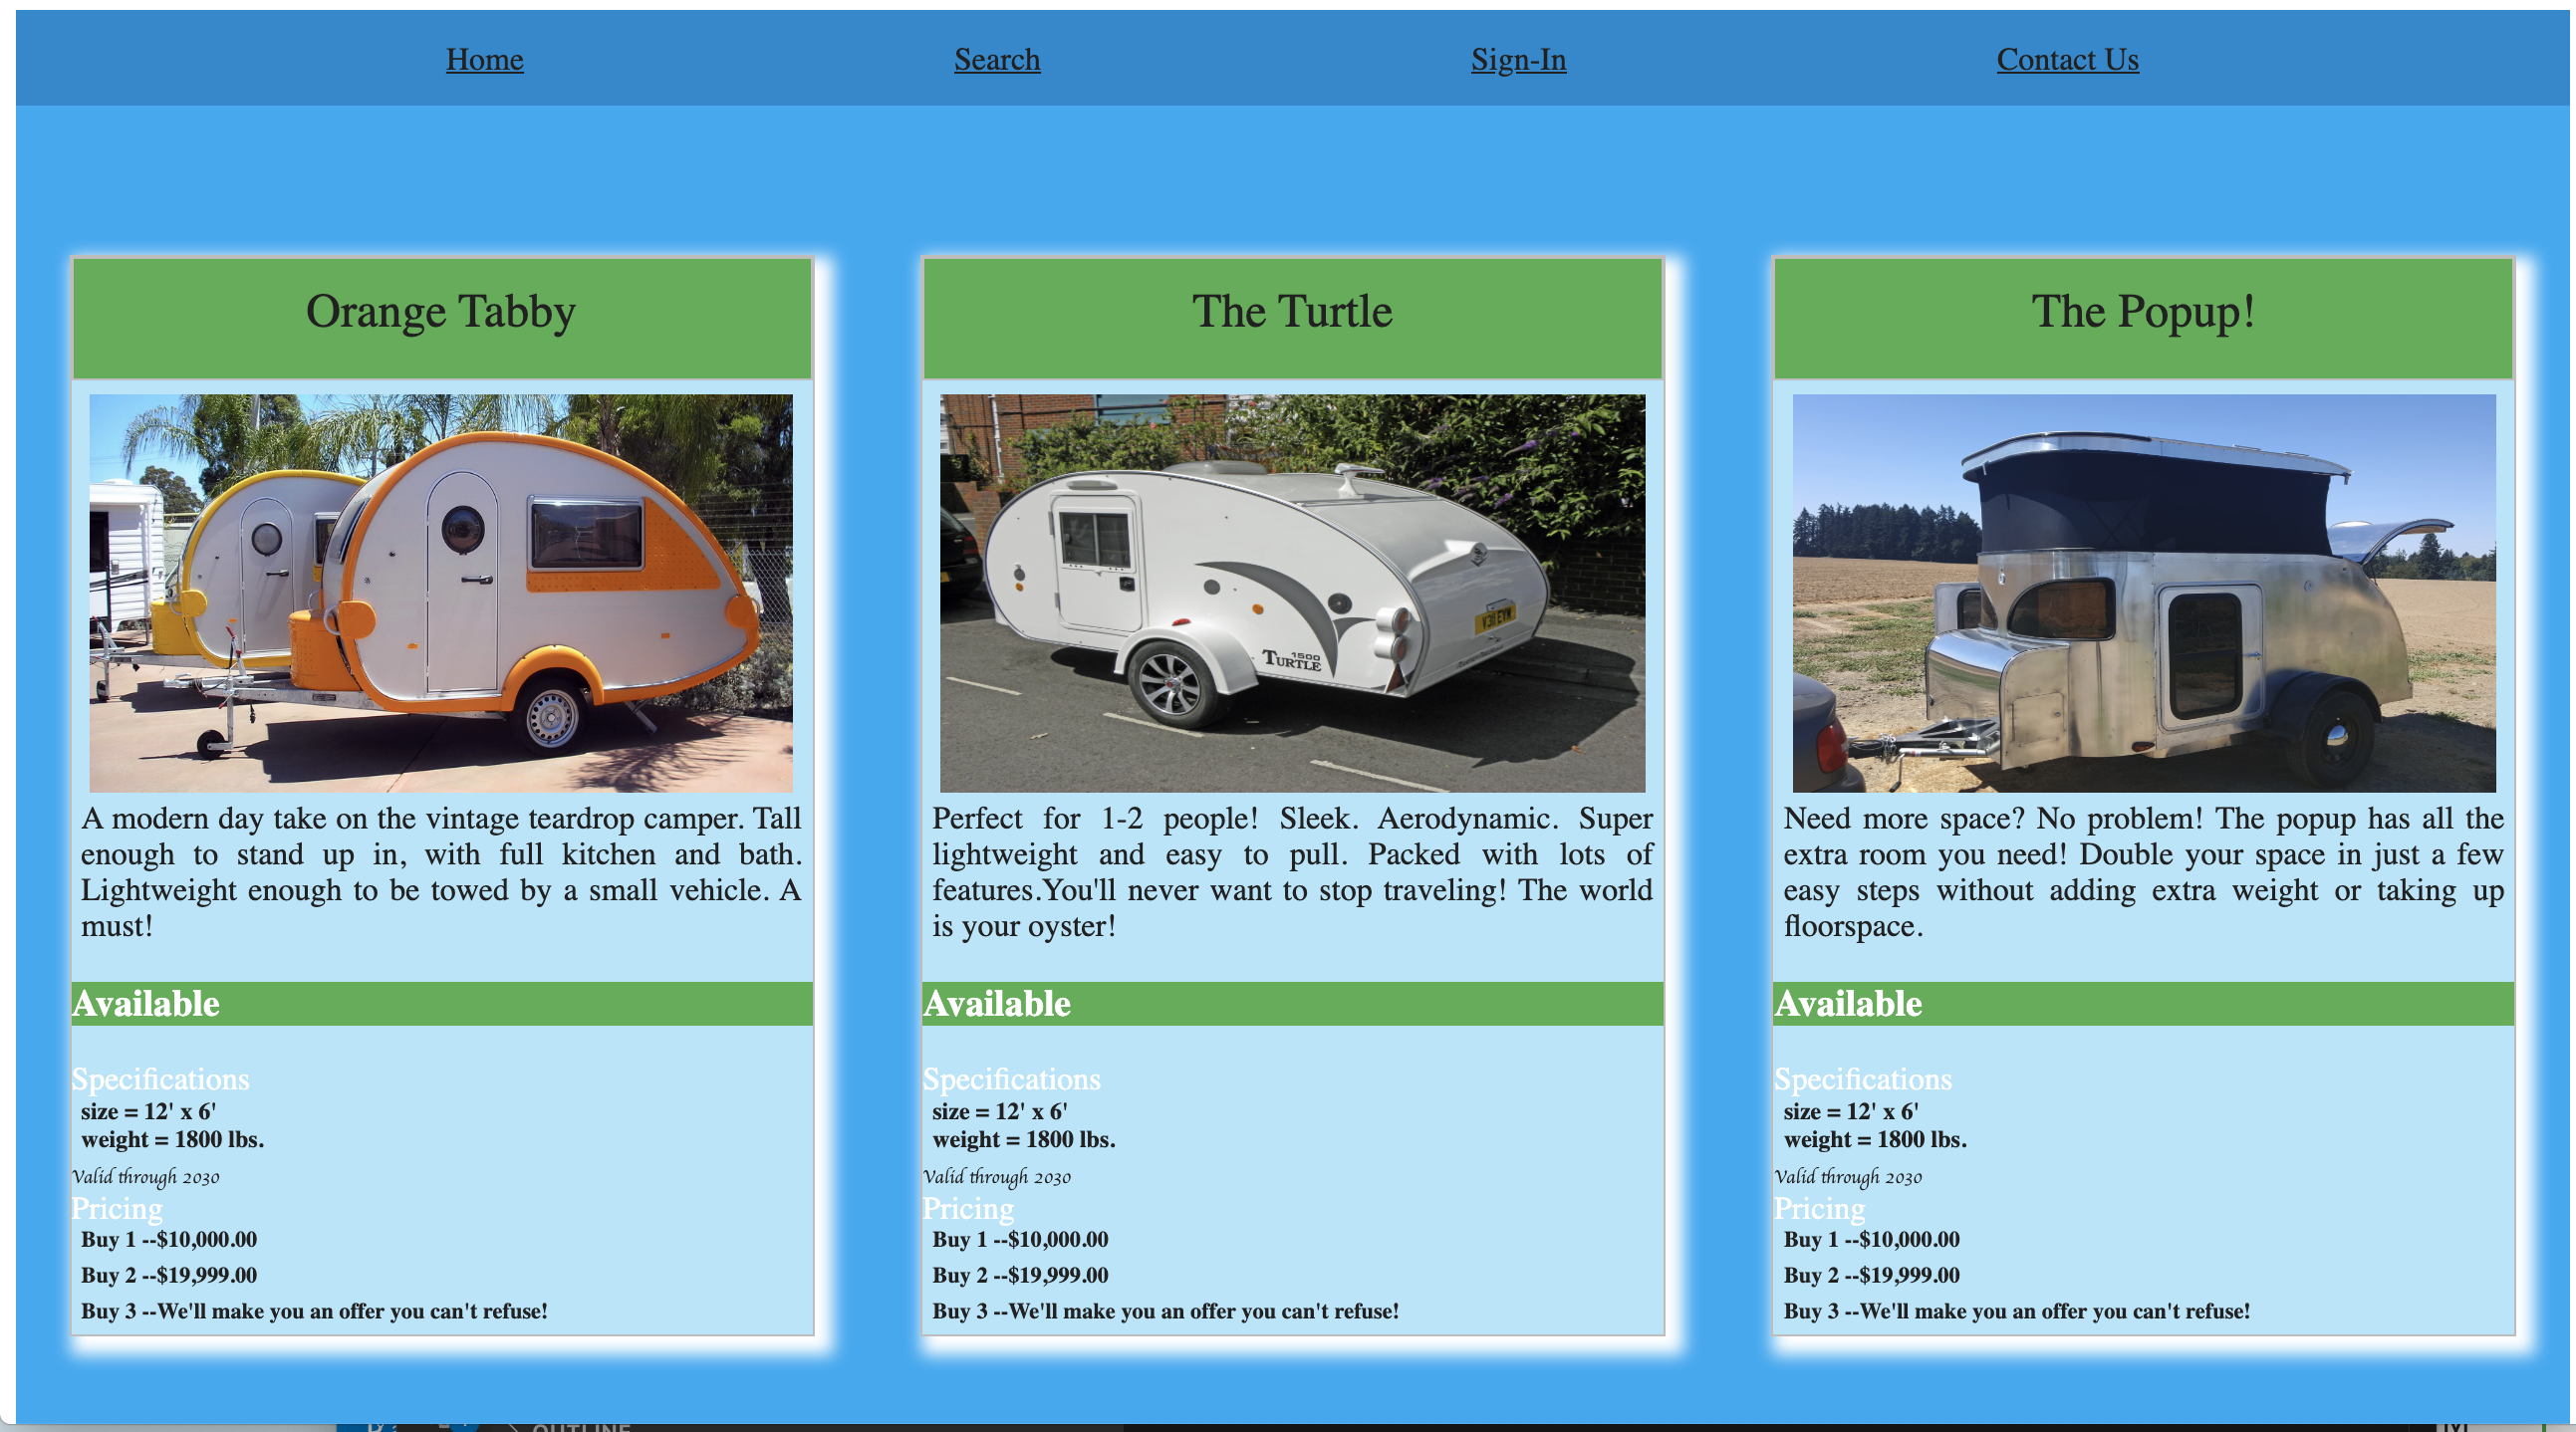 Home
Search
Sign-In
Contact Us
Orange Tabby
A modern day take on the vintage teardrop camper. Tall
enough to stand up in, with full kitchen and bath.
Lightweight enough to be towed by a small vehicle. A
must!
Available
Specifications
size = 12' x 6'
weight = 1800 lbs.
Valid through 2030
Pricing
Buy 1 --$10,000.00
Buy 2 --$19,999.00
Buy 3 --We'll make you an offer you can't refuse!
The Turtle
V311 EVM
1500
TURTLE
Perfect for 1-2 people! Sleek. Aerodynamic. Super
lightweight and easy to pull. Packed with lots of
features.You'll never want to stop traveling! The world
is your oyster!
Available
Specifications
size = 12' x 6'
weight = 1800 lbs.
Valid through 2030
Pricing
Buy 1 --$10,000.00
Buy 2 --$19,999.00
Buy 3 --We'll make you an offer you can't refuse!
The Popup!
Need more space? No problem! The popup has all the
extra room you need! Double your space in just a few
easy steps without adding extra weight or taking up
floorspace.
Available
Specifications
size = 12' x 6'
weight = 1800 lbs.
Valid through 2030
Pricing
Buy 1 --$10,000.00
Buy 2 --$19,999.00
Buy 3 --We'll make you an offer you can't refuse!
OUTLINE